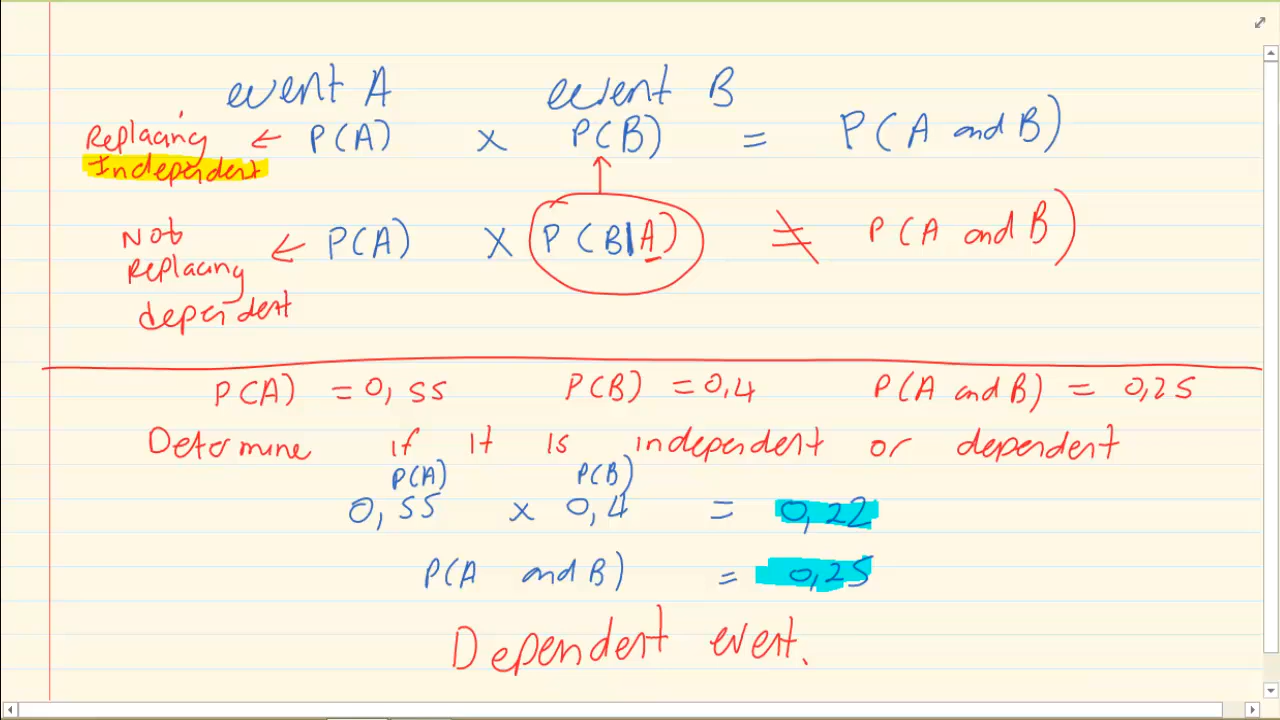 event A event B
Replacing ← P(A) × P(B) = P(A and B)
Independent
Not ← P(A) × P(B|A) ≠ P(A and B)
Replacing
dependent
P(A) = 0,55 P(B) = 0,4 P(A and B) = 0,25
Determine if it is independent or dependent
P(A) P(B)
0,55 × 0,4 = 0,22
P(A and B) = 0,25
Dependent event.